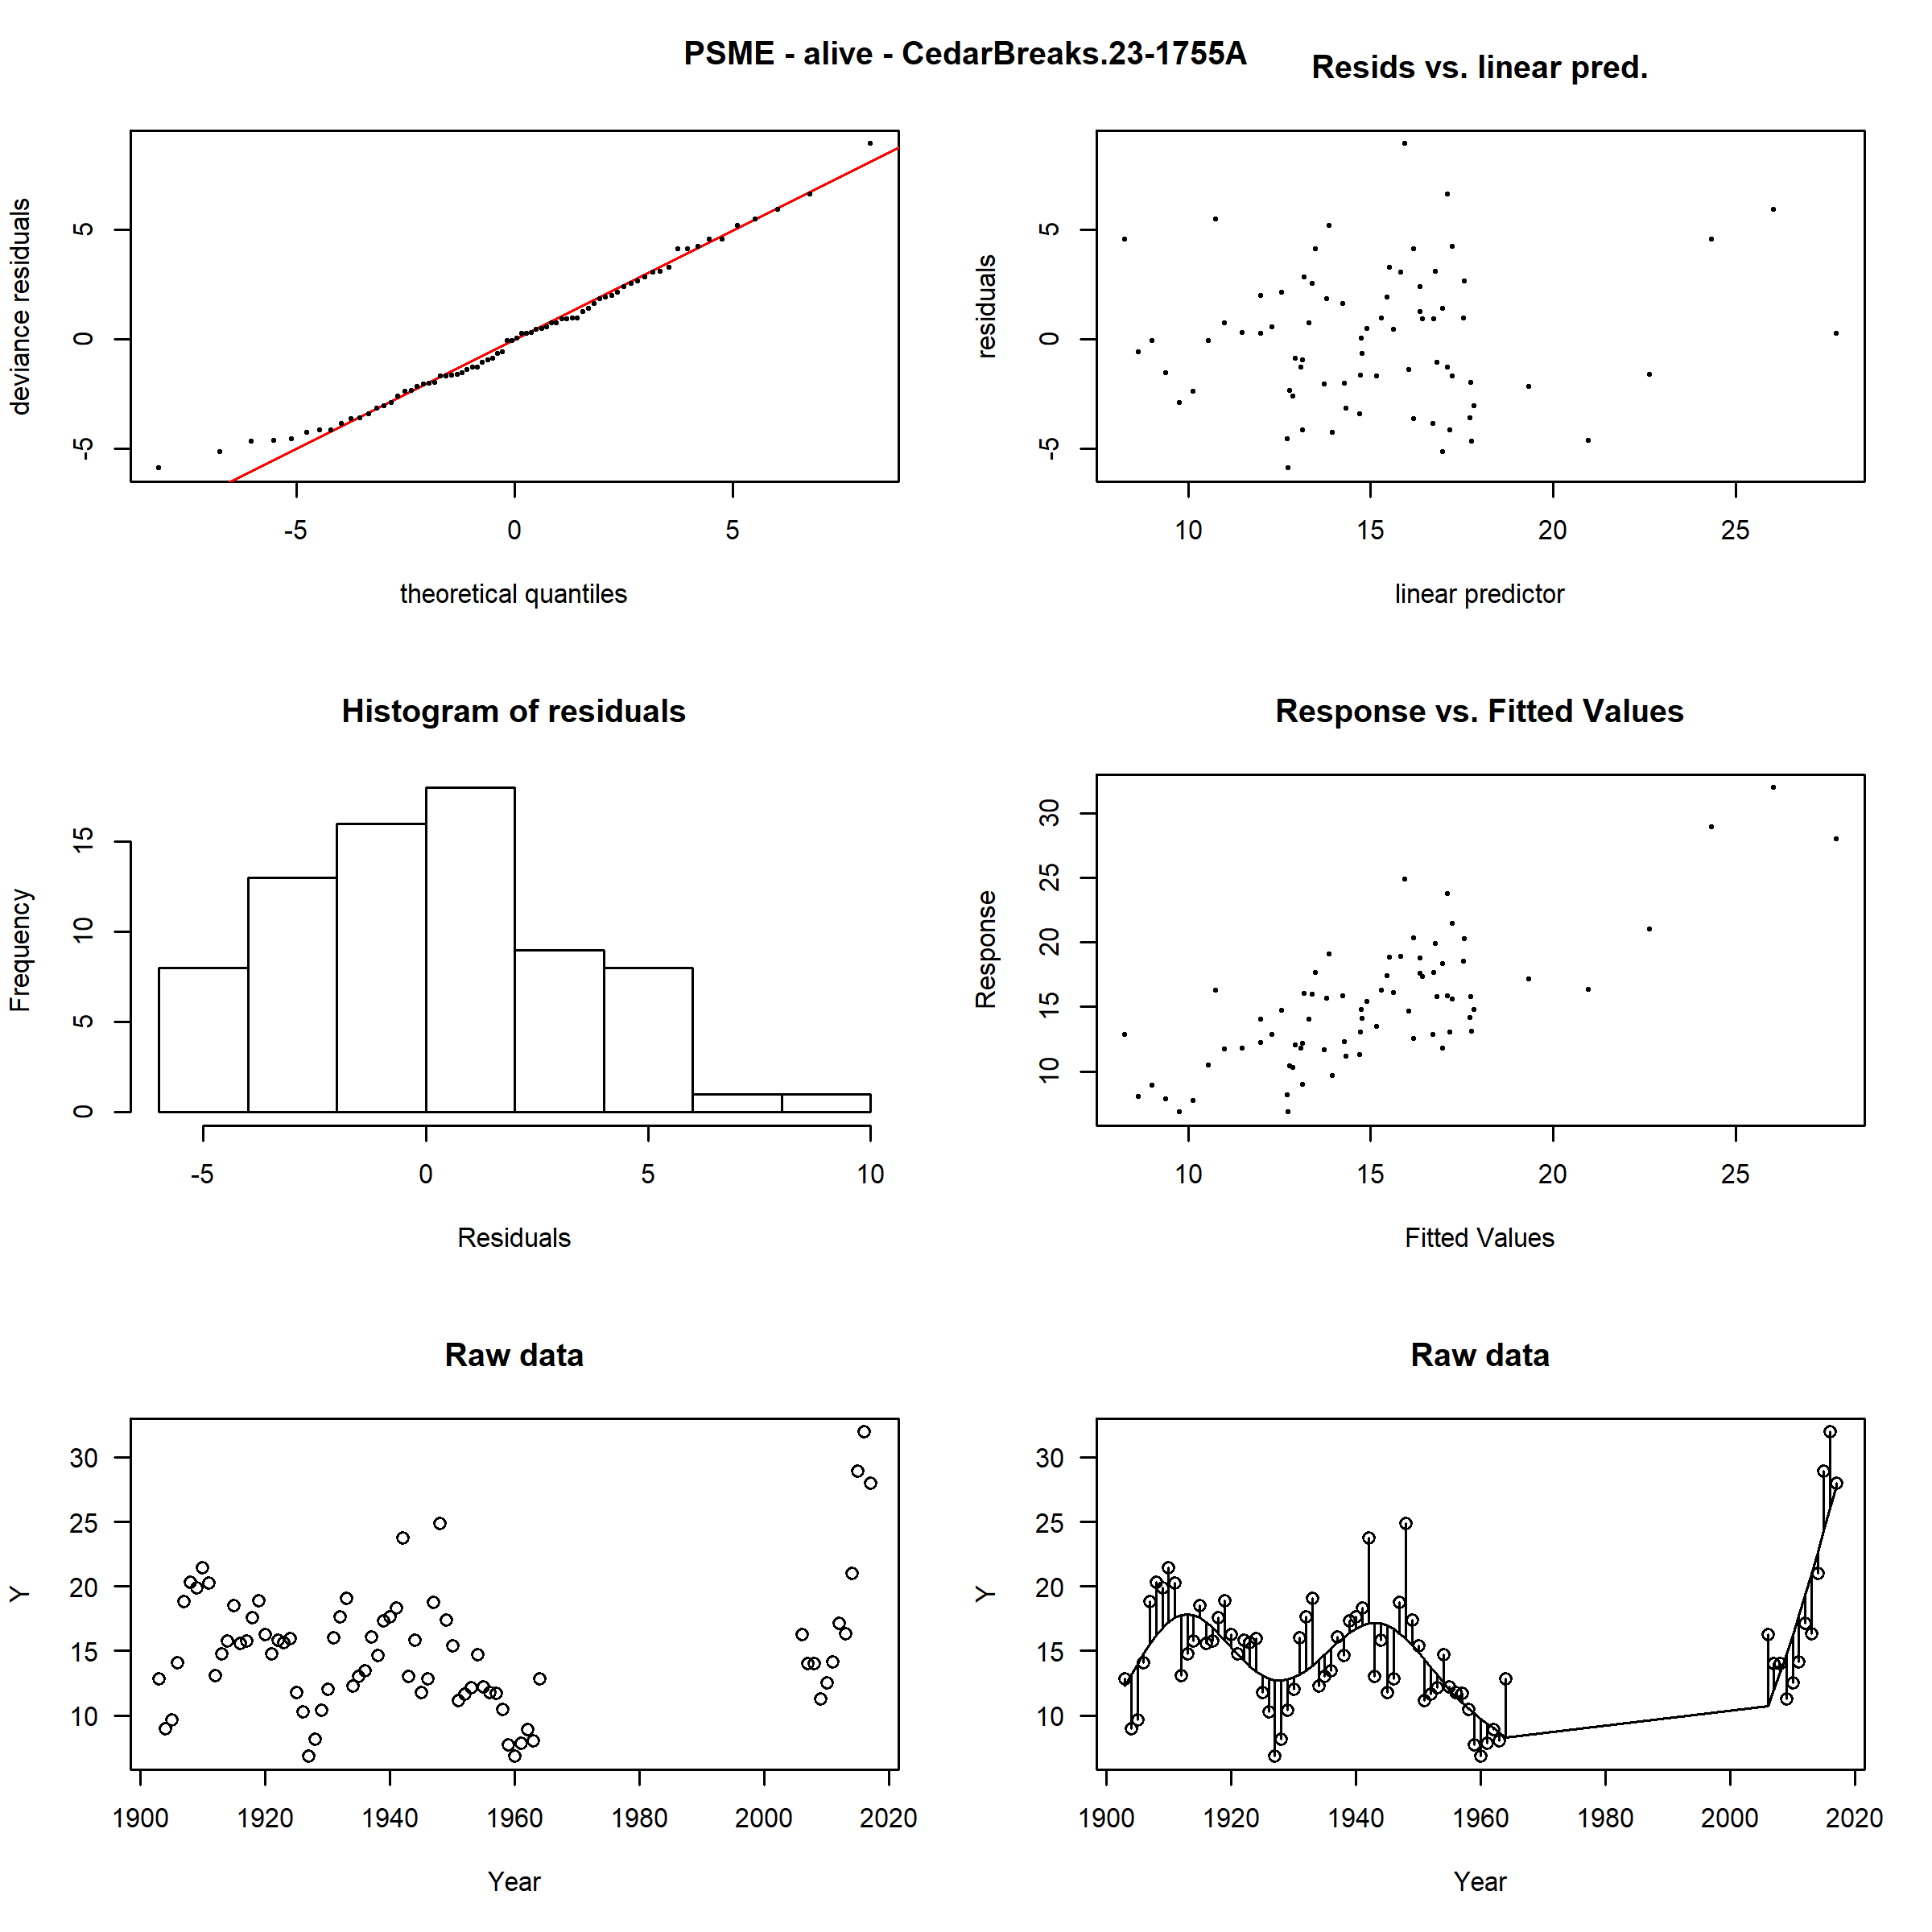 PSME - alive - CedarBreaks.23-1755A
Resids vs. linear pred.
deviance residuals
-5 0 5
-5 0 5
theoretical quantiles
residuals
-5 0 5
10 15 20 25
linear predictor
Histogram of residuals
Frequency
0 5 10 15
-5 0 5 10
Residuals
Response vs. Fitted Values
Response
10 15 20 25 30
10 15 20 25
Fitted Values
Raw data
Y
10 15 20 25 30
1900 1920 1940 1960 1980 2000 2020
Year
Raw data
Y
10 15 20 25 30
1900 1920 1940 1960 1980 2000 2020
Year